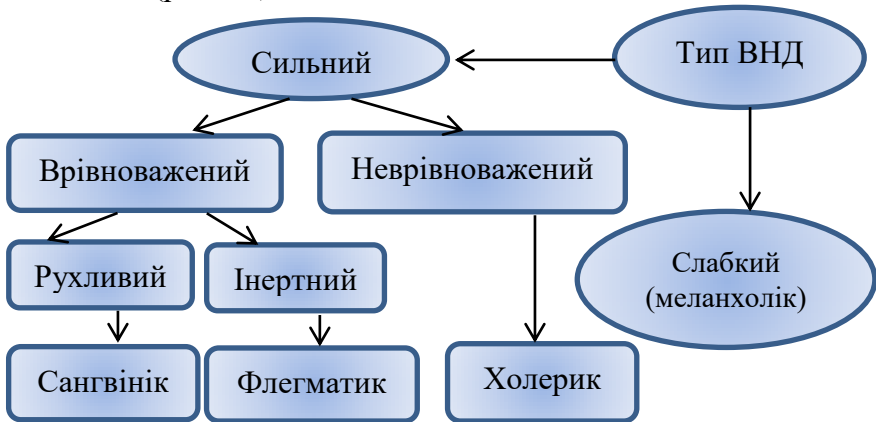 Тип ВНД
Сильний
Врівноважений
Неврівноважений
Рухливий
Інертний
Слабкий
(меланхолік)
Сангвінік
Флегматик
Холерик